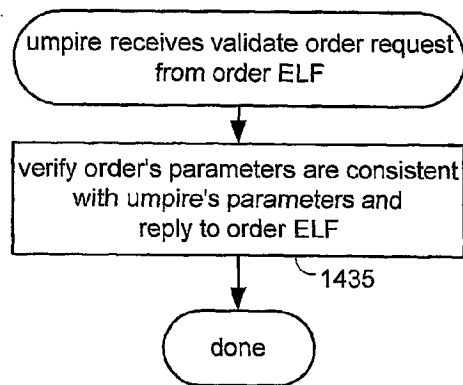 umpire receives validate order request
from order ELF
verify order's parameters are consistent
with umpire's parameters and
reply to order ELF
1435
done